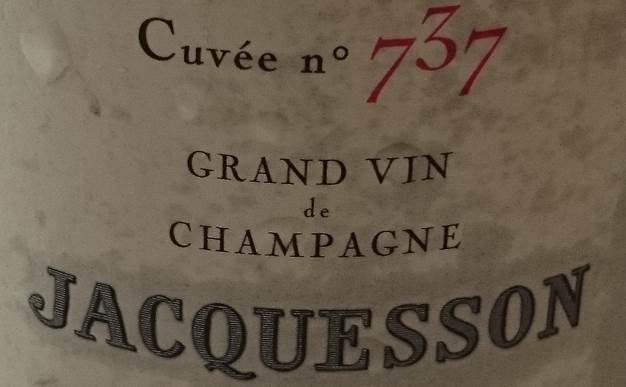 Cuvée n° 737
GRAND VIN
de
CHAMPAGNE
JACQUESSON